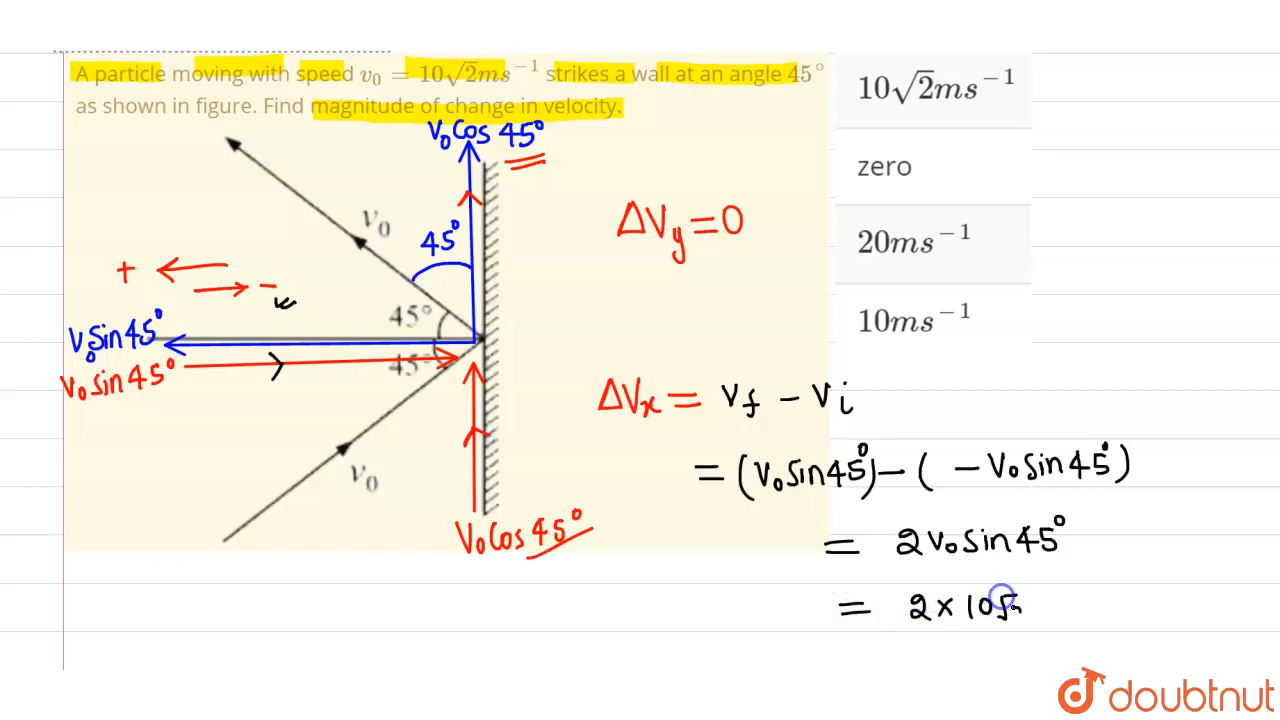 A particle moving with speed v₀ = 10√2ms⁻¹ strikes a wall at an angle 45°
as shown in figure. Find magnitude of change in velocity.
10√2ms⁻¹
zero
20ms⁻¹
10ms⁻¹
V₀Cos 45°
v₀
45°
ΔVy = 0
+
-
45°
V₀Sin45°
V₀Sin45°
45°
v₀
V₀Cos 45°
ΔVx = Vf - Vi
= (V₀Sin45°) - (-V₀Sin45°)
= 2V₀Sin45°
= 2×10√
doubtnut